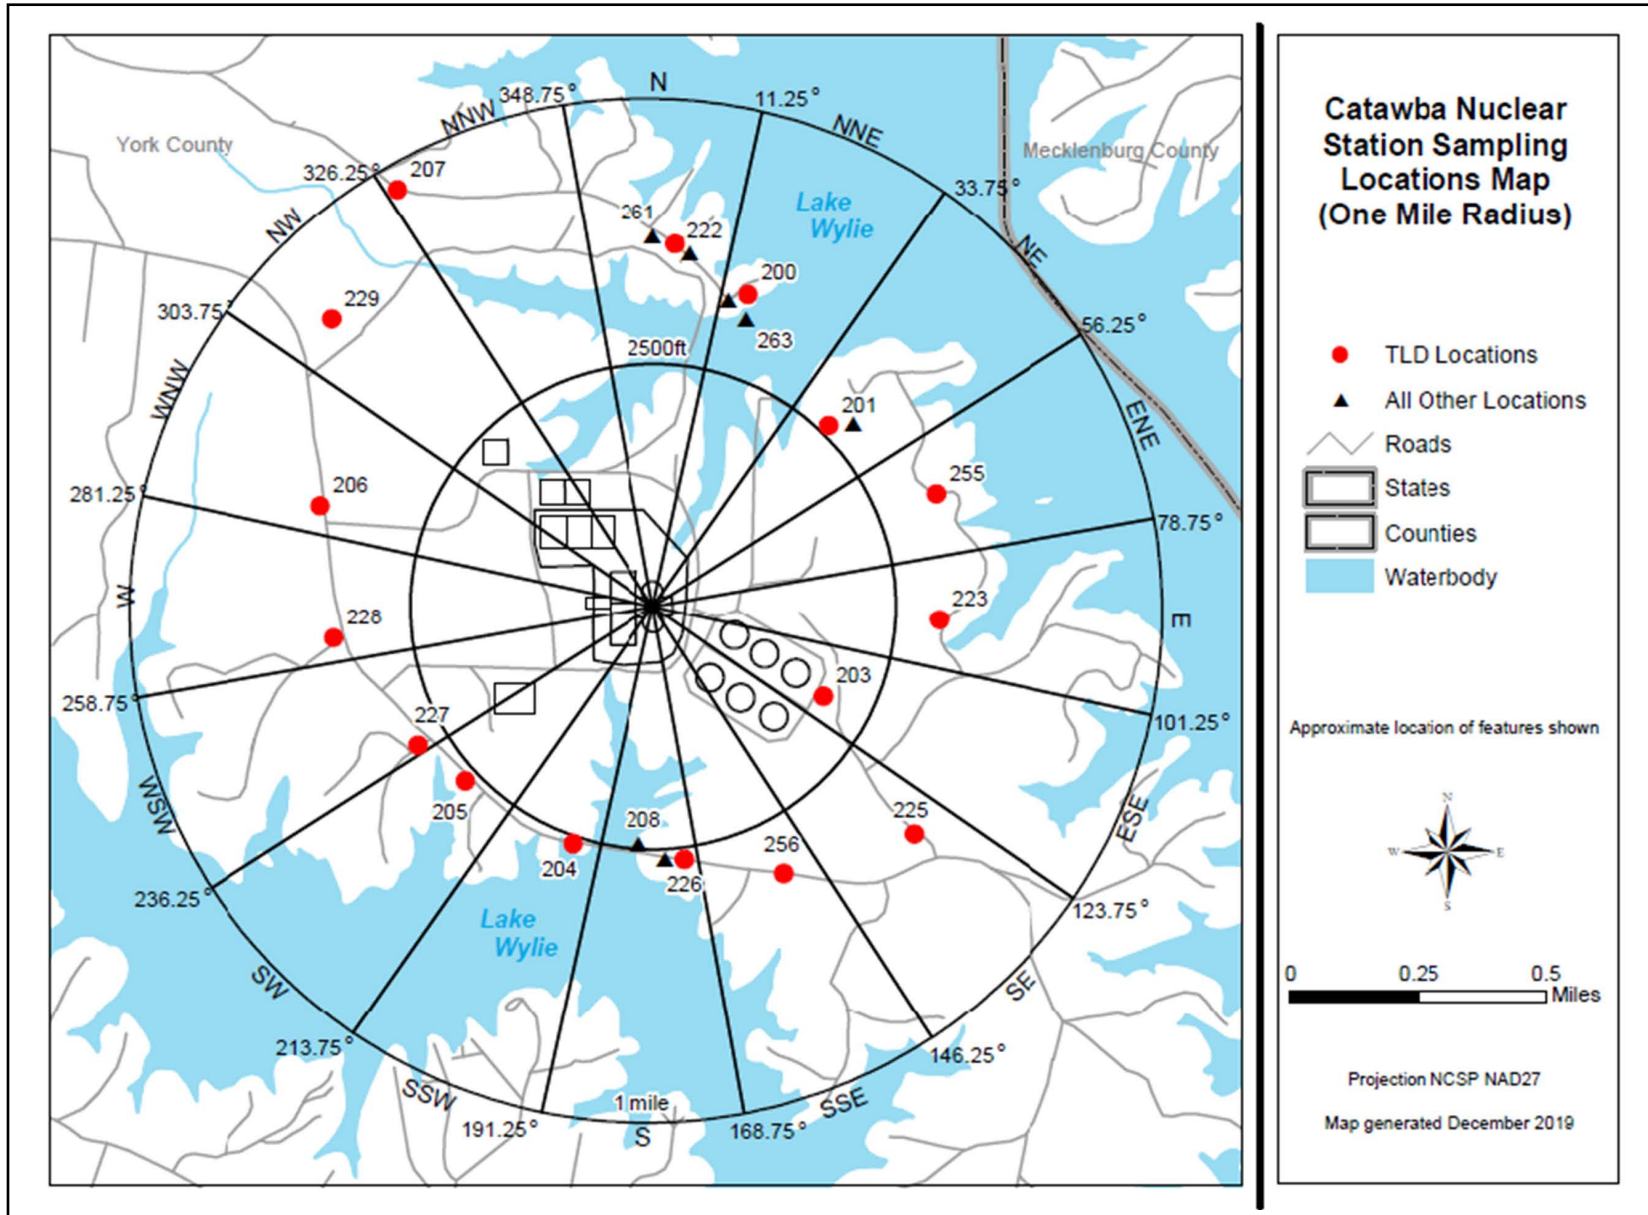 N
348.75°
11.25°
NNW
NNE
York County
Mecklenburg County
326.25°
207
33.75°
Lake
Wylie
261
222
NW
NE
200
229
303.75°
263
56.25°
2500ft
WNW
201
ENE
255
206
281.25°
78.75°
W
223
E
228
203
258.75°
101.25°
227
WSW
205
208
225
ESE
256
204
226
236.25°
123.75°
Lake
Wylie
SW
SE
213.75°
146.25°
SSW
1 mile
SSE
191.25°
S
168.75°
Catawba Nuclear
Station Sampling
Locations Map
(One Mile Radius)
TLD Locations
All Other Locations
Roads
States
Counties
Waterbody
Approximate location of features shown
N
W
E
S
0 0.25 0.5
Miles
Projection NCSP NAD27
Map generated December 2019